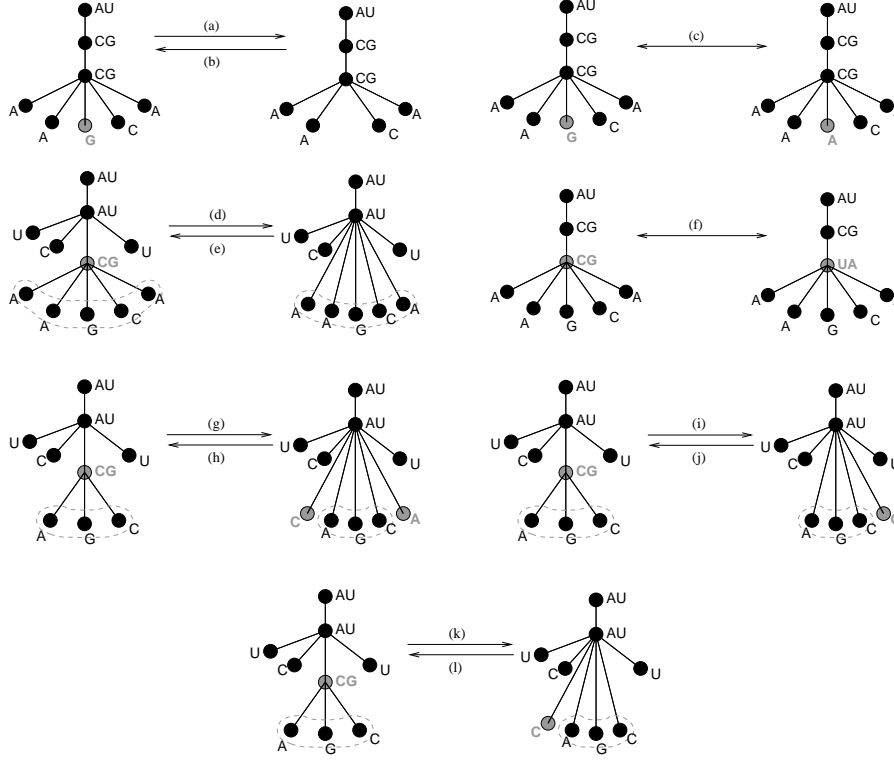 AU AU AU AU
(a) (c)
CG CG CG CG
(b)
CG CG CG CG
A A A A A A A
A G C A C A G C A A C
AU AU
(d)
AU AU AU AU
U C U (e) U C U
CG CG (f) CG
CG UA
A A A A A A
A G C A G C A G C A G C
AU AU AU AU
(g) (i)
AU AU AU AU
U C U (h) U C U U C U (j) U C U
CG CG
C A G C A
A G C A G C A G C
AU AU
(k)
AU AU
U C U (l) U C U
CG
C A G C
A G C